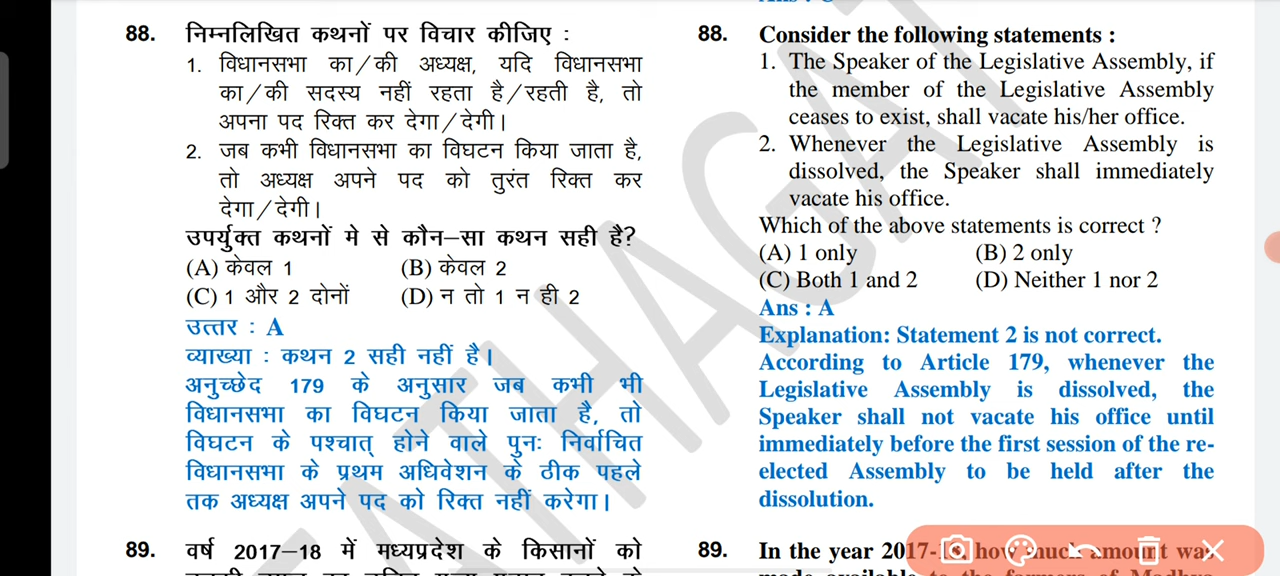 88. निम्नलिखित कथनों पर विचार कीजिए :
1. विधानसभा का/की अध्यक्ष, यदि विधानसभा
का/की सदस्य नहीं रहता है/रहती है, तो
अपना पद रिक्त कर देगा/देगी।
2. जब कभी विधानसभा का विघटन किया जाता है,
तो अध्यक्ष अपने पद को तुरंत रिक्त कर
देगा/देगी।
उपर्युक्त कथनों मे से कौन–सा कथन सही है?
(A) केवल 1 (B) केवल 2
(C) 1 और 2 दोनों (D) न तो 1 न ही 2
उत्तर : A
व्याख्या : कथन 2 सही नहीं है।
अनुच्छेद 179 के अनुसार जब कभी भी
विधानसभा का विघटन किया जाता है, तो
विघटन के पश्चात् होने वाले पुनः निर्वाचित
विधानसभा के प्रथम अधिवेशन के ठीक पहले
तक अध्यक्ष अपने पद को रिक्त नहीं करेगा।
89. वर्ष 2017–18 में मध्यप्रदेश के किसानों को
88. Consider the following statements :
1. The Speaker of the Legislative Assembly, if
the member of the Legislative Assembly
ceases to exist, shall vacate his/her office.
2. Whenever the Legislative Assembly is
dissolved, the Speaker shall immediately
vacate his office.
Which of the above statements is correct ?
(A) 1 only (B) 2 only
(C) Both 1 and 2 (D) Neither 1 nor 2
Ans : A
Explanation: Statement 2 is not correct.
According to Article 179, whenever the
Legislative Assembly is dissolved, the
Speaker shall not vacate his office until
immediately before the first session of the re-
elected Assembly to be held after the
dissolution.
89. In the year 2017-18, how much amount was